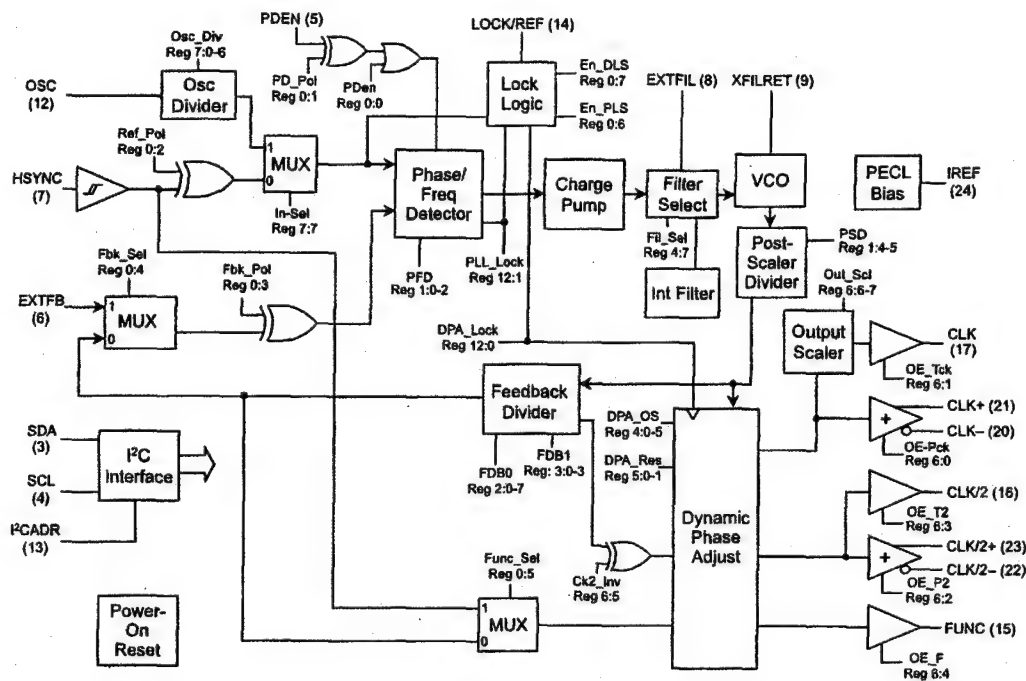 PDEN (5)
LOCK/REF (14)
Osc_Div
Reg 7:0-6
OSC
(12)
Osc
Divider
PD_Pol
Reg 0:1
PDen
Reg 0:0
Lock
Logic
En_DLS
Reg 0:7
En_PLS
Reg 0:6
EXTFIL (8)
XFILRET (9)
Ref_Pol
Reg 0:2
HSYNC
(7)
1
MUX
0
In-Sel
Reg 7:7
Phase/
Freq
Detector
PFD
Reg 1:0-2
PLL_Lock
Reg 12:1
Charge
Pump
Filter
Select
Fil_Sel
Reg 4:7
Int Filter
VCO
PECL
Bias
IREF
(24)
Post-
Scaler
Divider
PSD
Reg 1:4-5
Fbk_Sel
Reg 0:4
EXTFB
(6)
1
MUX
0
Fbk_Pol
Reg 0:3
DPA_Lock
Reg 12:0
Out_Scl
Reg 6:6-7
Output
Scaler
CLK
(17)
OE_Tck
Reg 6:1
Feedback
Divider
FDB0
Reg 2:0-7
FDB1
Reg: 3:0-3
DPA_OS
Reg 4:0-5
DPA_Res
Reg 5:0-1
Dynamic
Phase
Adjust
+
CLK+ (21)
CLK– (20)
OE-Pck
Reg 6:0
SDA
(3)
SCL
(4)
I²CADR
(13)
I²C
Interface
CLK/2 (18)
OE_T2
Reg 6:3
+
CLK/2+ (23)
CLK/2– (22)
OE_P2
Reg 6:2
Ck2_Inv
Reg 6:5
Func_Sel
Reg 0:5
1
MUX
0
Power-
On
Reset
FUNC (15)
OE_F
Reg 6:4